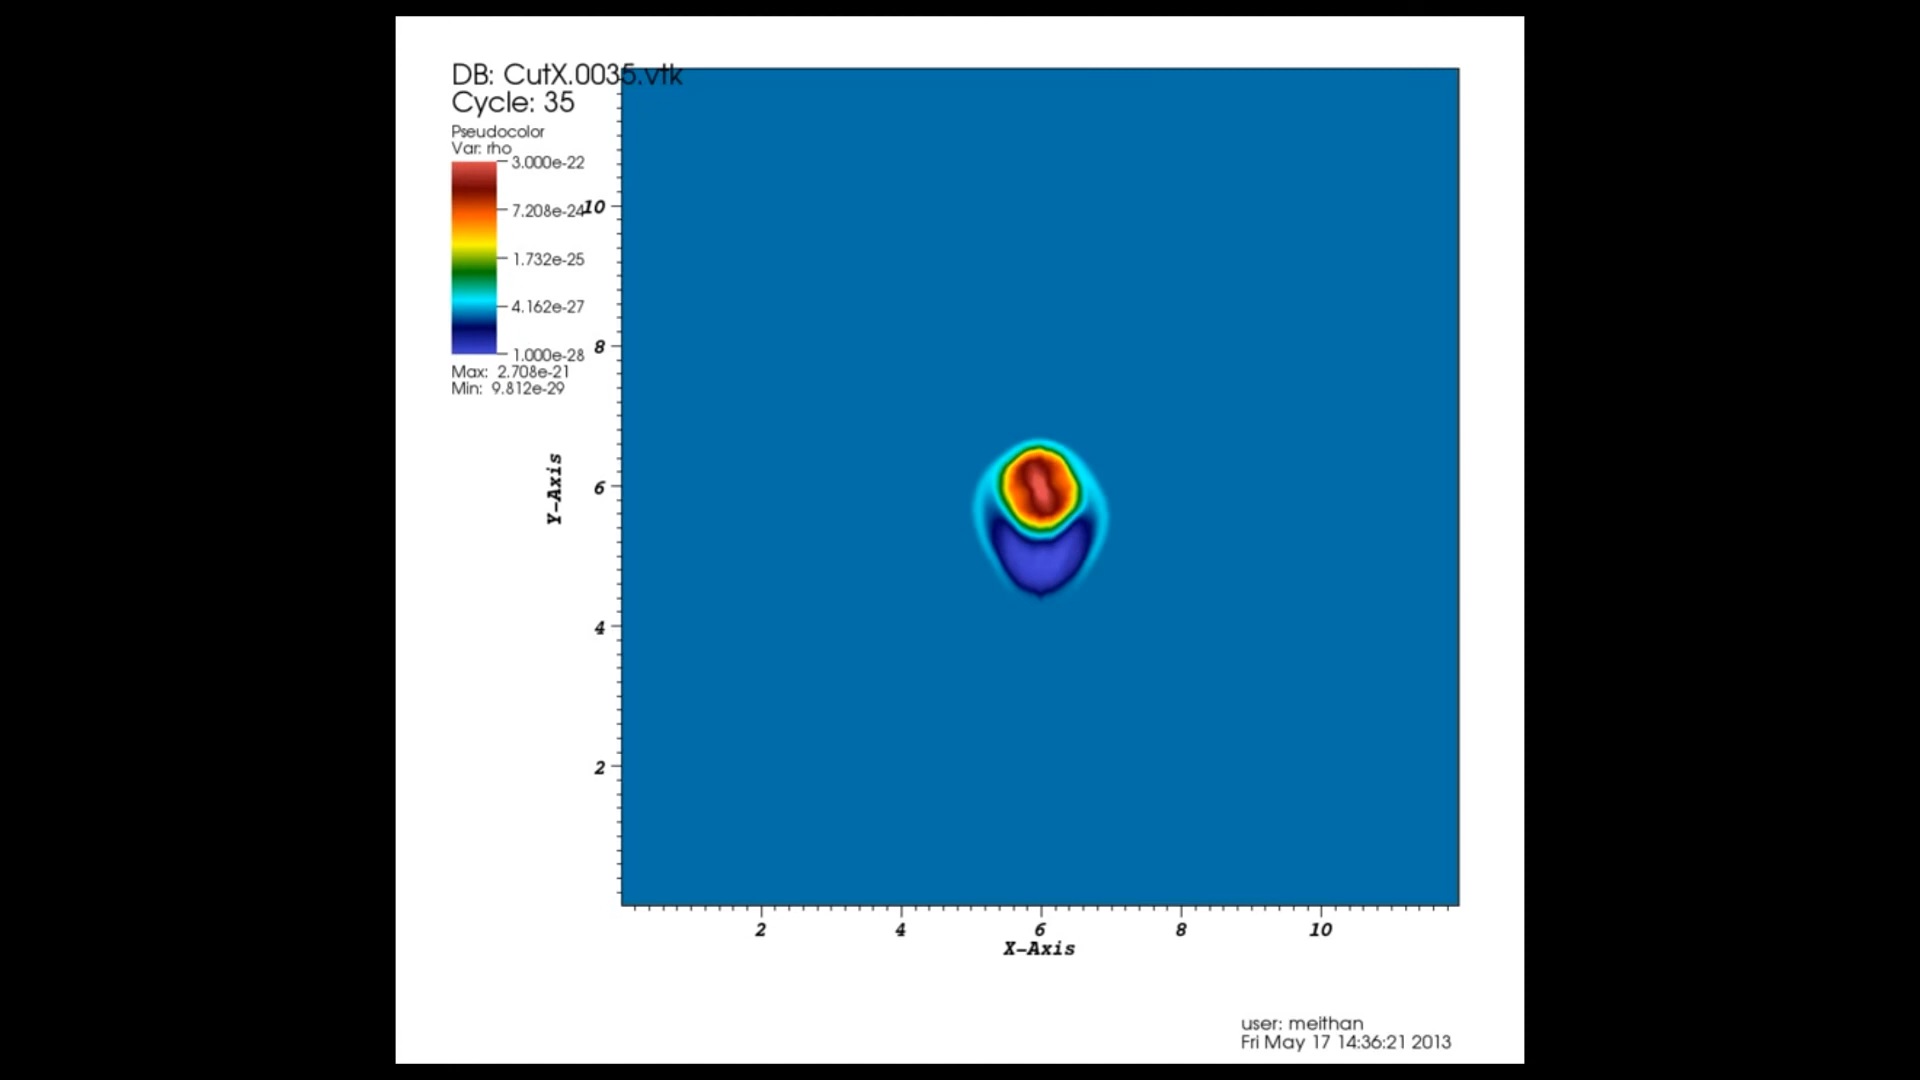 DB: CutX.0035.vtk
Cycle: 35
Pseudocolor
Var: rho
3.000e-22
7.208e-24
1.732e-25
4.162e-27
1.000e-28
Max: 2.708e-21
Min: 9.812e-29
10
8
6
4
2
Y-Axis
2 4 6 8 10
X-Axis
user: meithan
Fri May 17 14:36:21 2013